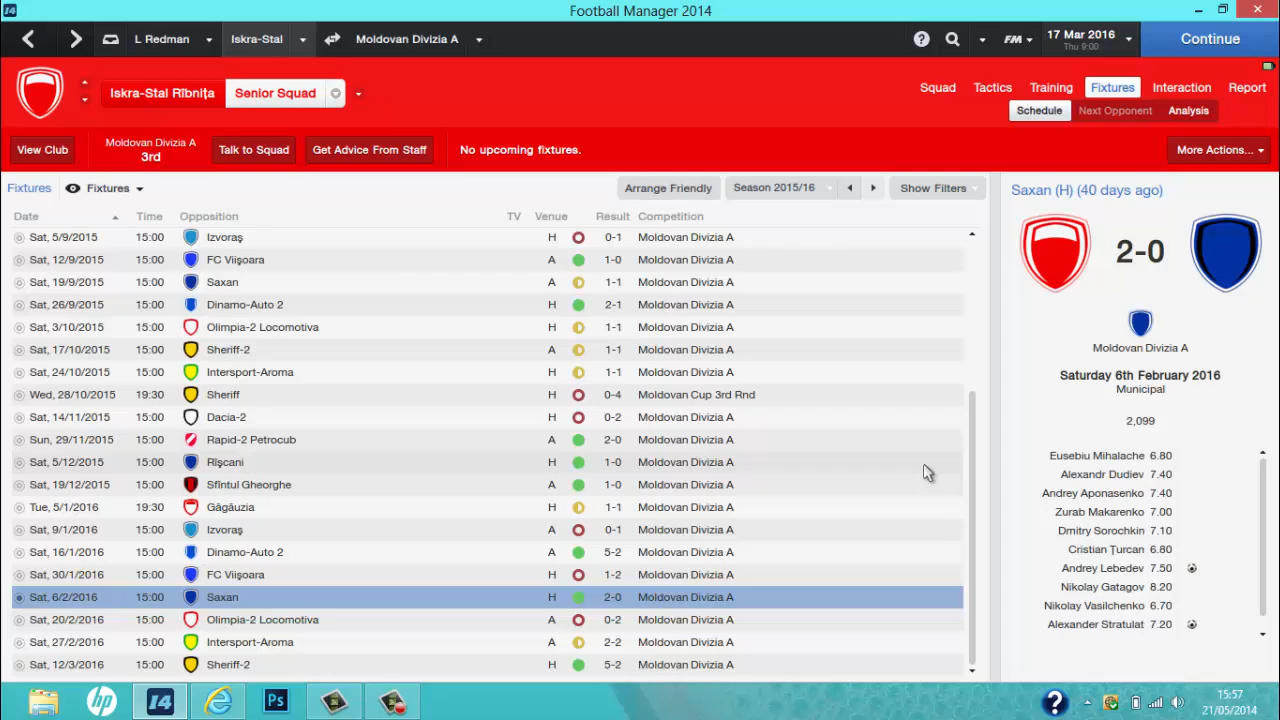 Football Manager 2014
L Redman Iskra-Stal Moldovan Divizia A ? FM 17 Mar 2016 Continue
Thu 9:00
Iskra-Stal Rîbnița Senior Squad Squad Tactics Training Fixtures Interaction Report
Schedule Next Opponent Analysis
View Club Moldovan Divizia A Talk to Squad Get Advice From Staff No upcoming fixtures. More Actions...
3rd
Fixtures Fixtures Arrange Friendly Season 2015/16 Show Filters
Date Time Opposition TV Venue Result Competition
Sat, 5/9/2015 15:00 Izvoraș H 0-1 Moldovan Divizia A
Sat, 12/9/2015 15:00 FC Viișoara A 1-0 Moldovan Divizia A
Sat, 19/9/2015 15:00 Saxan A 1-1 Moldovan Divizia A
Sat, 26/9/2015 15:00 Dinamo-Auto 2 H 2-1 Moldovan Divizia A
Sat, 3/10/2015 15:00 Olimpia-2 Locomotiva H 1-1 Moldovan Divizia A
Sat, 17/10/2015 15:00 Sheriff-2 A 1-1 Moldovan Divizia A
Sat, 24/10/2015 15:00 Intersport-Aroma H 1-1 Moldovan Divizia A
Wed, 28/10/2015 19:30 Sheriff H 0-4 Moldovan Cup 3rd Rnd
Sat, 14/11/2015 15:00 Dacia-2 H 0-2 Moldovan Divizia A
Sun, 29/11/2015 15:00 Rapid-2 Petrocub A 2-0 Moldovan Divizia A
Sat, 5/12/2015 15:00 Rîșcani H 1-0 Moldovan Divizia A
Sat, 19/12/2015 15:00 Sfîntul Gheorghe A 1-0 Moldovan Divizia A
Tue, 5/1/2016 19:30 Găgăuzia H 1-1 Moldovan Divizia A
Sat, 9/1/2016 15:00 Izvoraș A 0-1 Moldovan Divizia A
Sat, 16/1/2016 15:00 Dinamo-Auto 2 A 5-2 Moldovan Divizia A
Sat, 30/1/2016 15:00 FC Viișoara H 1-2 Moldovan Divizia A
Sat, 6/2/2016 15:00 Saxan H 2-0 Moldovan Divizia A
Sat, 20/2/2016 15:00 Olimpia-2 Locomotiva A 0-2 Moldovan Divizia A
Sat, 27/2/2016 15:00 Intersport-Aroma A 2-2 Moldovan Divizia A
Sat, 12/3/2016 15:00 Sheriff-2 H 5-2 Moldovan Divizia A
Saxan (H) (40 days ago)
2-0
Moldovan Divizia A
Saturday 6th February 2016
Municipal
2,099
Eusebiu Mihalache 6.80
Alexandr Dudiev 7.40
Andrey Aponasenko 7.40
Zurab Makarenko 7.00
Dmitry Sorochkin 7.10
Cristian Țurcan 6.80
Andrey Lebedev 7.50
Nikolay Gatagov 8.20
Nikolay Vasilchenko 6.70
Alexander Stratulat 7.20
14 hp 14 Ps ? 15:57
21/05/2014